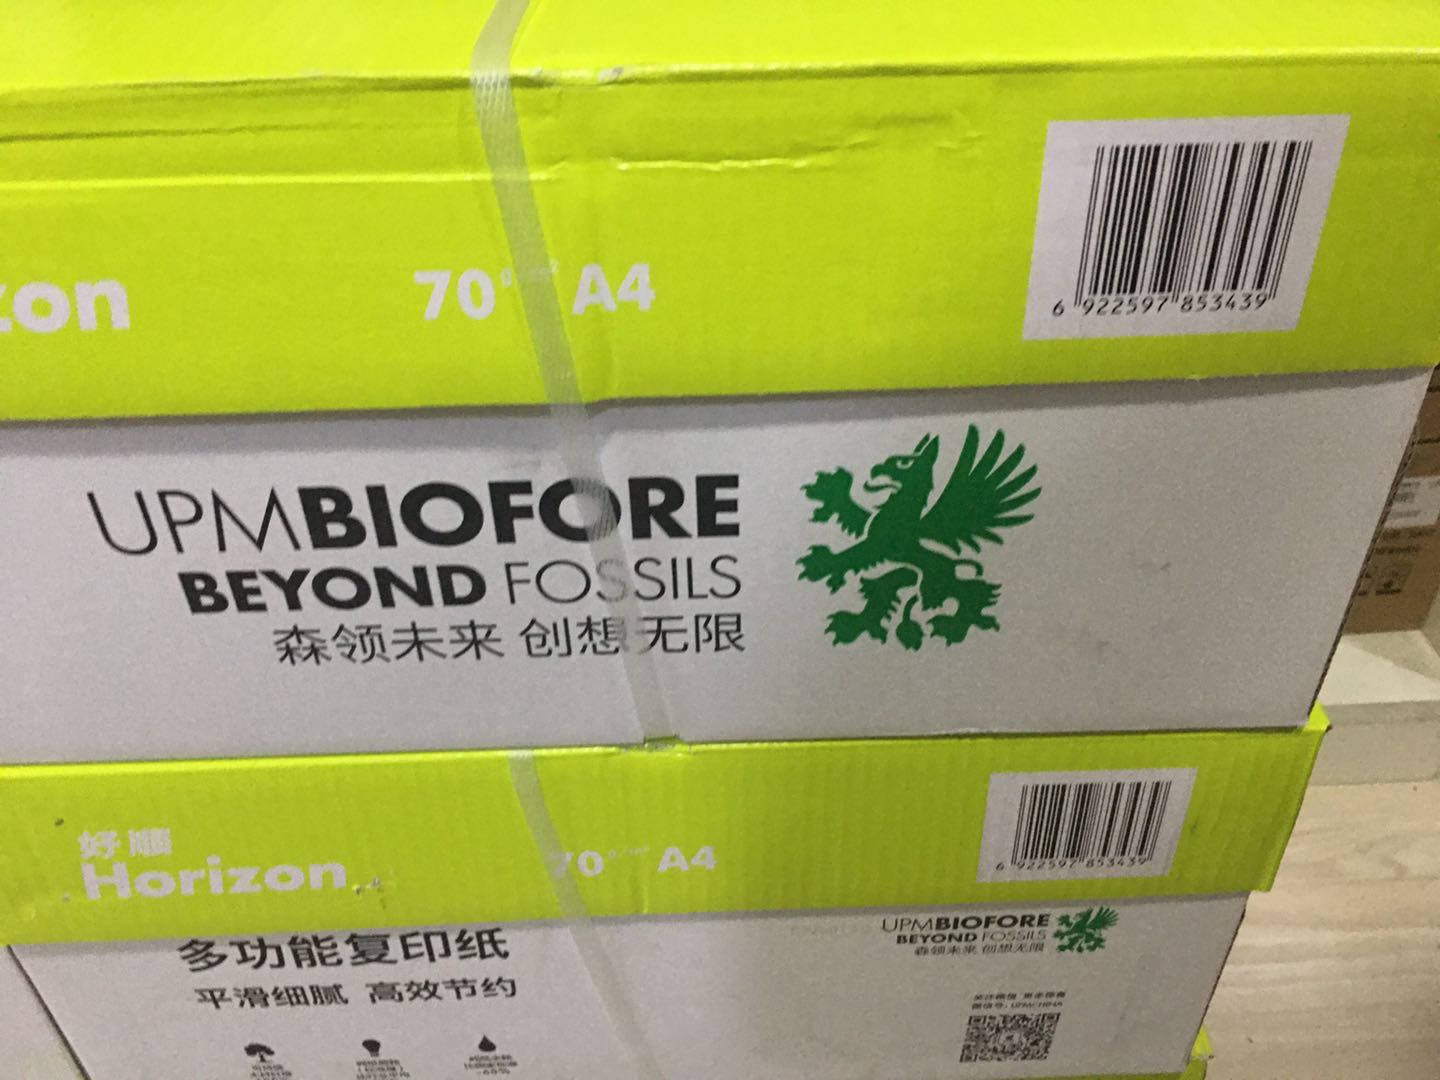 zon
70 A4
6 922597 853439
UPMBIOFORE
BEYOND FOSSILS
森领未来 创想无限
好顺
Horizon
70 A4
6 922597 853439
UPMBIOFORE
BEYOND FOSSILS
森领未来 创想无限
多功能复印纸
平滑细腻 高效节约